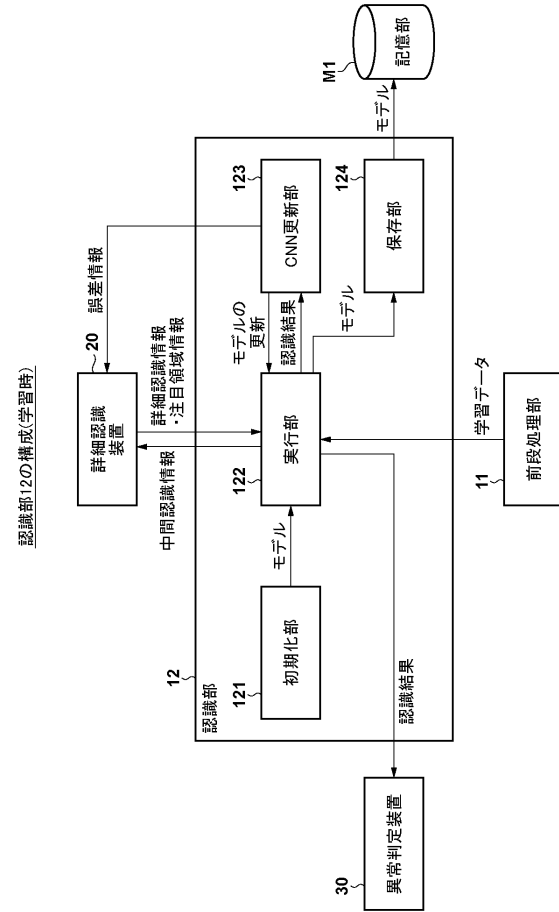 認識部12の構成(学習時)
20
詳細認識
装置
誤差情報
中間認識情報
詳細認識情報
・注目領域情報
12
認識部
121
初期化部
モデル
122
実行部
モデルの
更新
認識結果
123
CNN更新部
モデル
124
保存部
モデル
M1
記憶部
認識結果
学習データ
30
異常判定装置
11
前段処理部